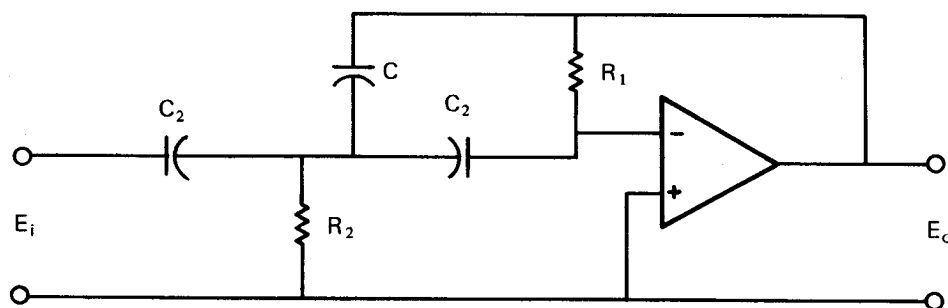 C
R₁
C₂
C₂
−
+
Eᵢ
R₂
Eₒ